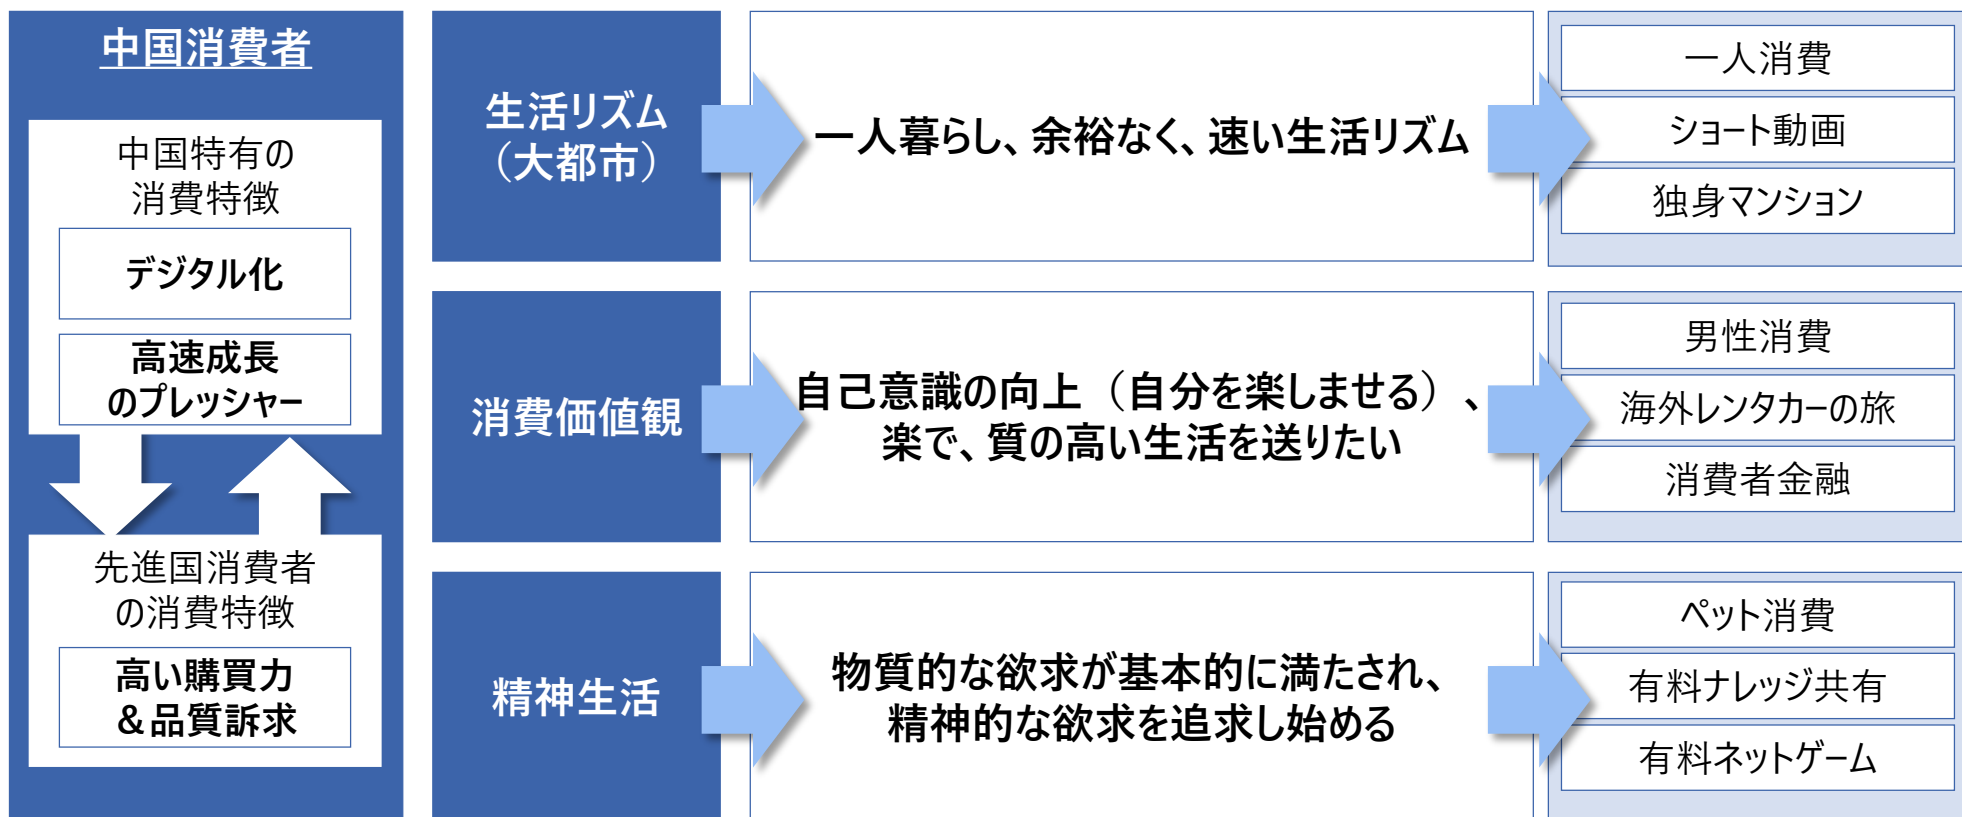 中国消費者
中国特有の
消費特徴
デジタル化
高速成長
のプレッシャー
先進国消費者
の消費特徴
高い購買力
&品質訴求
生活リズム
（大都市）
一人暮らし、余裕なく、速い生活リズム
一人消費
ショート動画
独身マンション
消費価値観
自己意識の向上（自分を楽しませる）、
楽で、質の高い生活を送りたい
男性消費
海外レンタカーの旅
消費者金融
精神生活
物質的な欲求が基本的に満たされ、
精神的な欲求を追求し始める
ペット消費
有料ナレッジ共有
有料ネットゲーム